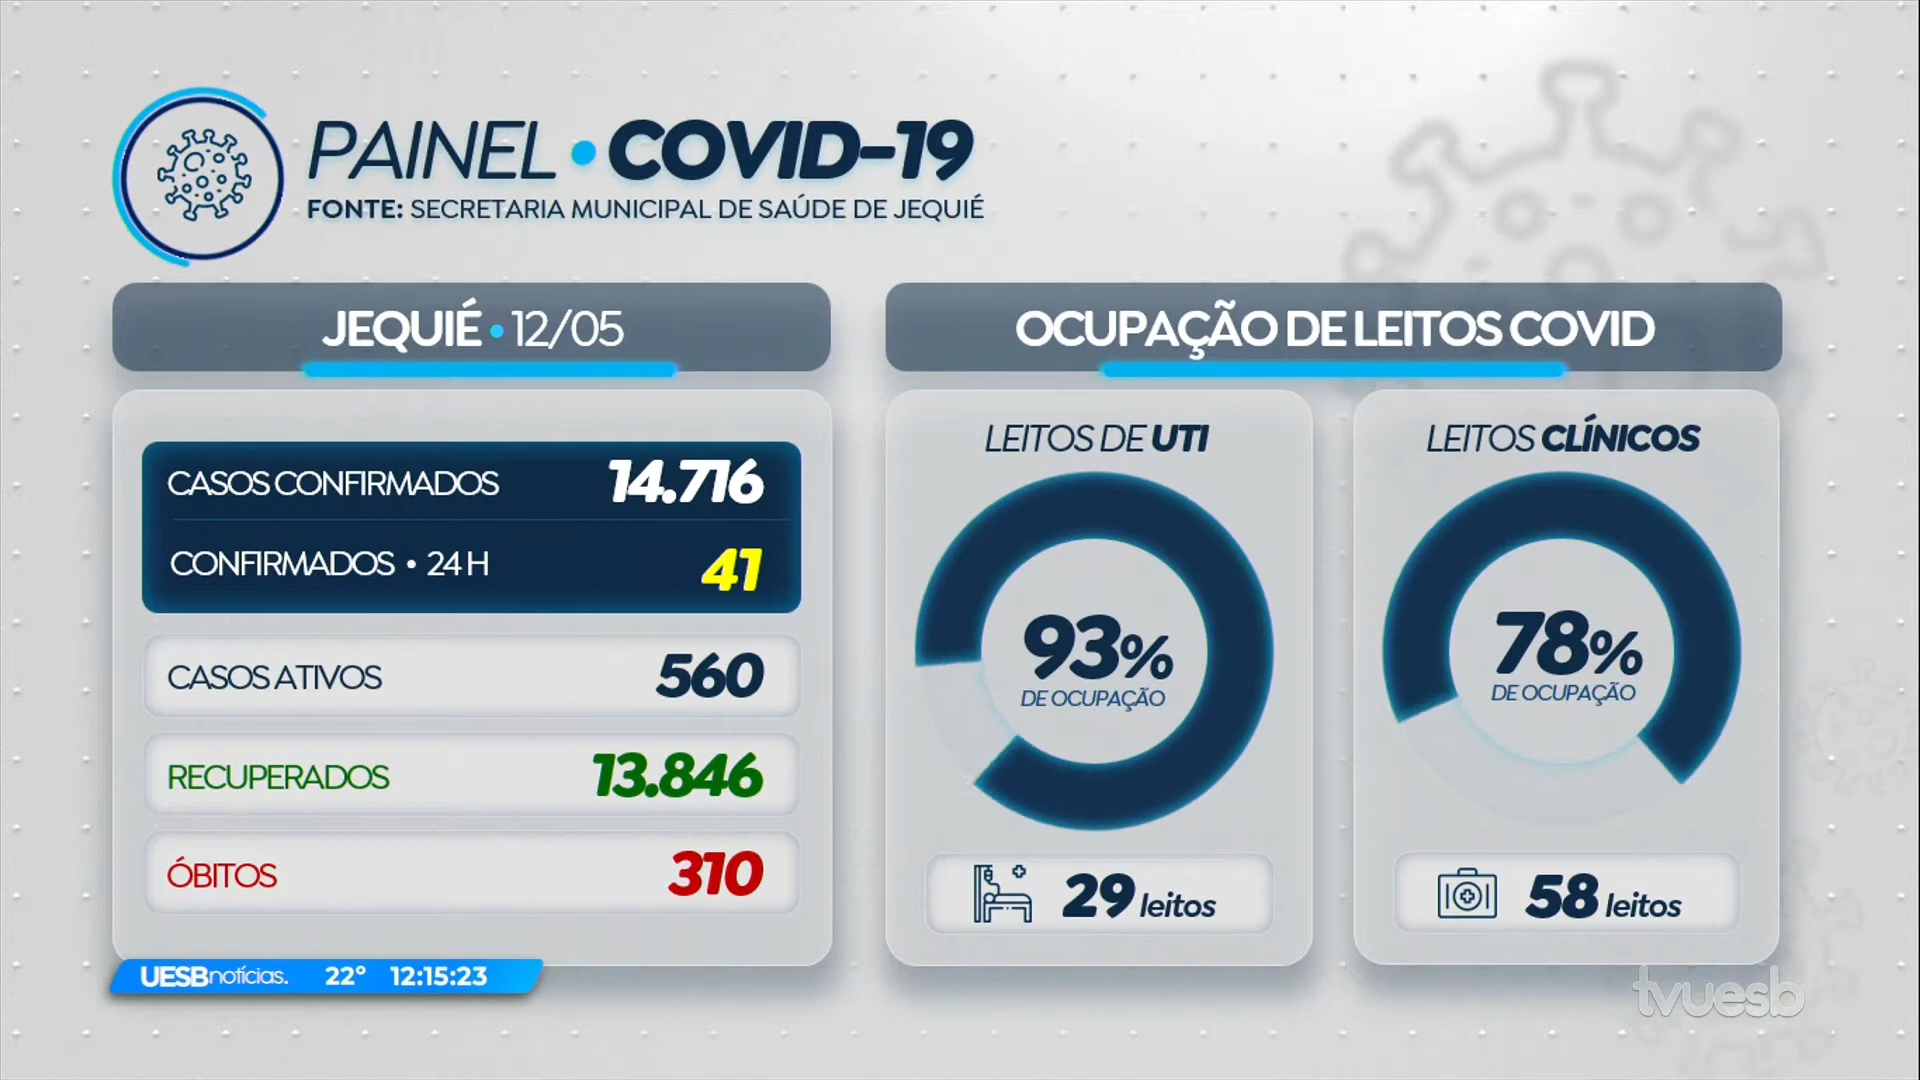 PAINEL • COVID-19
FONTE: SECRETARIA MUNICIPAL DE SAÚDE DE JEQUIÉ
JEQUIÉ • 12/05
CASOS CONFIRMADOS 14.716
CONFIRMADOS • 24 H 41
CASOS ATIVOS 560
RECUPERADOS 13.846
ÓBITOS 310
OCUPAÇÃO DE LEITOS COVID
LEITOS DE UTI
93%
DE OCUPAÇÃO
29 leitos
LEITOS CLÍNICOS
78%
DE OCUPAÇÃO
58 leitos
UESBnotícias. 22° 12:15:23
tvuesb